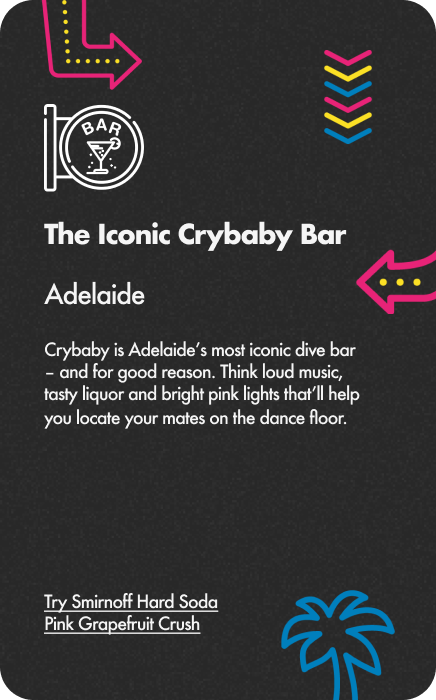 BAR
The Iconic Crybaby Bar
Adelaide
Crybaby is Adelaide’s most iconic dive bar
– and for good reason. Think loud music,
tasty liquor and bright pink lights that’ll help
you locate your mates on the dance floor.
Try Smirnoff Hard Soda
Pink Grapefruit Crush